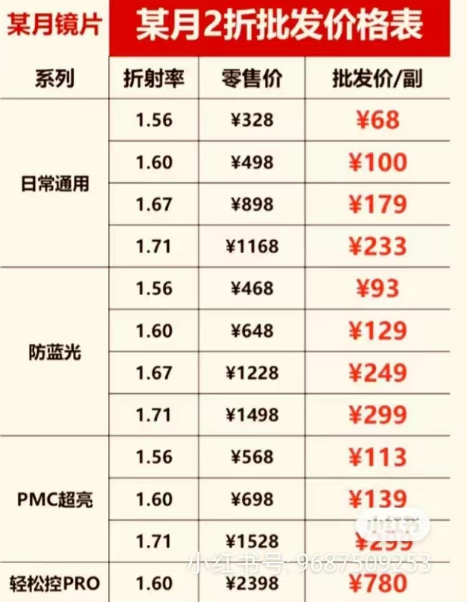 某月镜片 某月2折批发价格表
系列 折射率 零售价 批发价/副
日常通用
1.56 ¥328 ¥68
1.60 ¥498 ¥100
1.67 ¥898 ¥179
1.71 ¥1168 ¥233
防蓝光
1.56 ¥468 ¥93
1.60 ¥648 ¥129
1.67 ¥1228 ¥249
1.71 ¥1498 ¥299
PMC超亮
1.56 ¥568 ¥113
1.60 ¥698 ¥139
1.71 ¥1528 ¥299
小红书
小红书号: 9687509253
轻松控PRO 1.60 ¥2398 ¥780